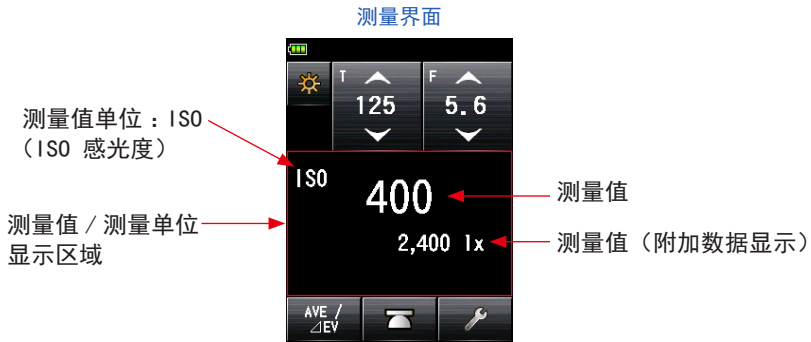 测量界面
T
125
F
5.6
测量值单位：ISO
（ISO 感光度）
ISO
400
测量值
测量值 / 测量单位
显示区域
2,400 lx
测量值（附加数据显示）
AVE /
⊿EV